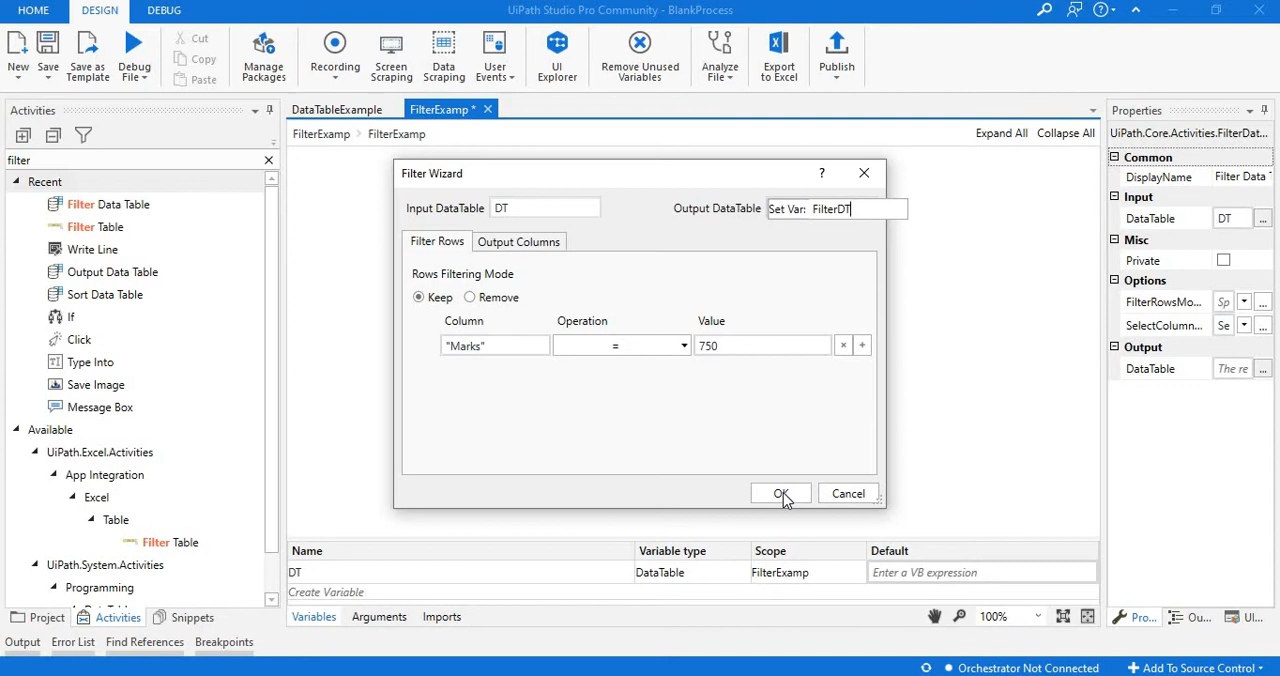 HOME
DESIGN
DEBUG
UiPath Studio Pro Community - BlankProcess
New
Save
Save as
Template
Debug
File
Cut
Copy
Paste
Manage
Packages
Recording
Screen
Scraping
Data
Scraping
User
Events
UI
Explorer
Remove Unused
Variables
Analyze
File
Export
to Excel
Publish
Activities
DataTableExample
FilterExamp *
Properties
FilterExamp > FilterExamp
Expand All
Collapse All
UiPath.Core.Activities.FilterDat...
filter
Recent
Filter Data Table
Filter Table
Write Line
Output Data Table
Sort Data Table
If
Click
Type Into
Save Image
Message Box
Available
UiPath.Excel.Activities
App Integration
Excel
Table
Filter Table
UiPath.System.Activities
Programming
Filter Wizard
?
Input DataTable
DT
Output DataTable
Set Var: FilterDT
Filter Rows
Output Columns
Rows Filtering Mode
Keep
Remove
Column
Operation
Value
"Marks"
=
750
OK
Cancel
Common
DisplayName
Filter Data
Input
DataTable
DT
...
Misc
Private
Options
FilterRowsMo...
Sp
...
SelectColumn...
Se
...
Output
DataTable
The re
...
Name
Variable type
Scope
Default
DT
DataTable
FilterExamp
Enter a VB expression
Create Variable
Project
Activities
Snippets
Variables
Arguments
Imports
100%
Pro...
Ou...
UI...
Output
Error List
Find References
Breakpoints
Orchestrator Not Connected
Add To Source Control